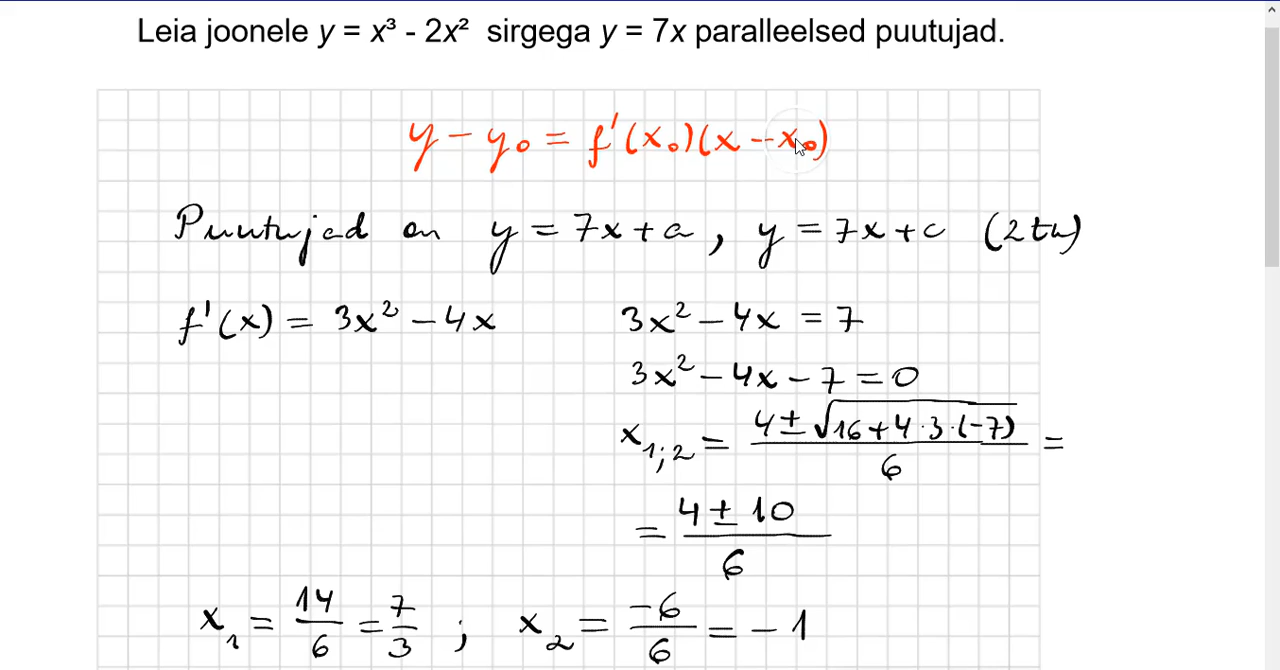 Leia joonele y = x³ - 2x² sirgega y = 7x paralleelsed puutujad.
y - y₀ = f'(x₀)(x - x₀)
Puutujad on y = 7x + a, y = 7x + c (2tk)
f'(x) = 3x² - 4x
3x² - 4x = 7
3x² - 4x - 7 = 0
x₁;₂ = (4 ± √(16 + 4·3·(-7)))/6 =
= (4 ± 10)/6
x₁ = 14/6 = 7/3 ; x₂ = -6/6 = -1